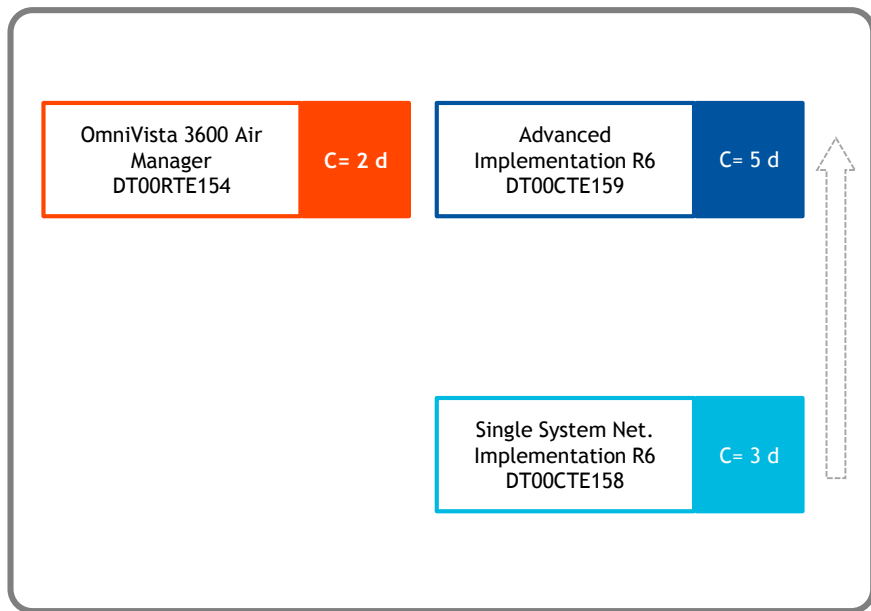 OmniVista 3600 Air
Manager
DT00RTE154
C= 2 d
Advanced
Implementation R6
DT00CTE159
C= 5 d
Single System Net.
Implementation R6
DT00CTE158
C= 3 d